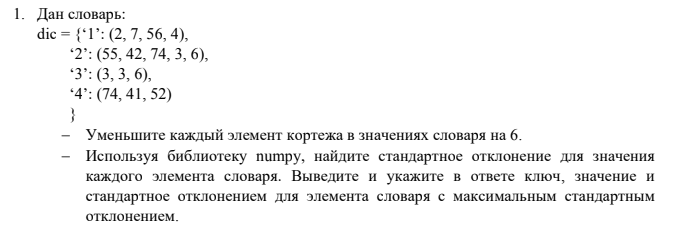 1. Дан словарь:
dic = {‘1’: (2, 7, 56, 4),
‘2’: (55, 42, 74, 3, 6),
‘3’: (3, 3, 6),
‘4’: (74, 41, 52)
}
– Уменьшите каждый элемент кортежа в значениях словаря на 6.
– Используя библиотеку numpy, найдите стандартное отклонение для значения
каждого элемента словаря. Выведите и укажите в ответе ключ, значение и
стандартное отклонением для элемента словаря с максимальным стандартным
отклонением.